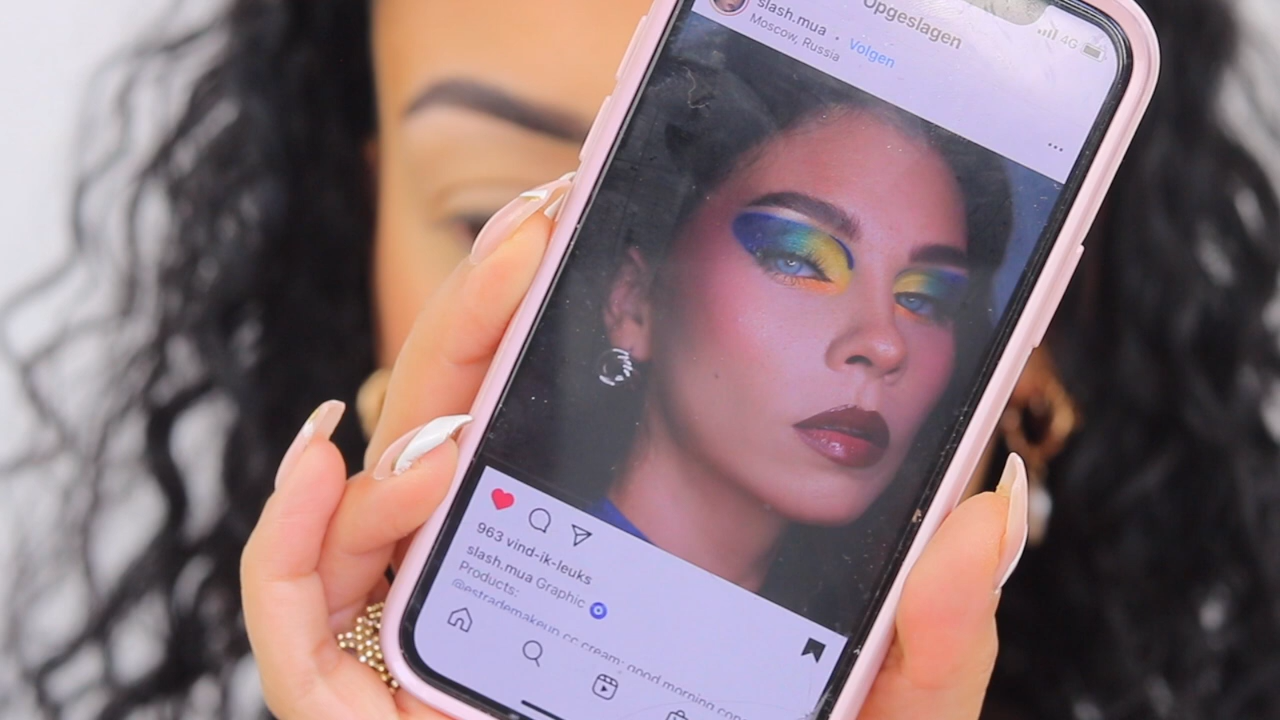 Opgeslagen
4G
slash.mua • Volgen
Moscow, Russia
963 vind-ik-leuks
slash.mua Graphic
Products:
@estrademakeup cc cream: good morning